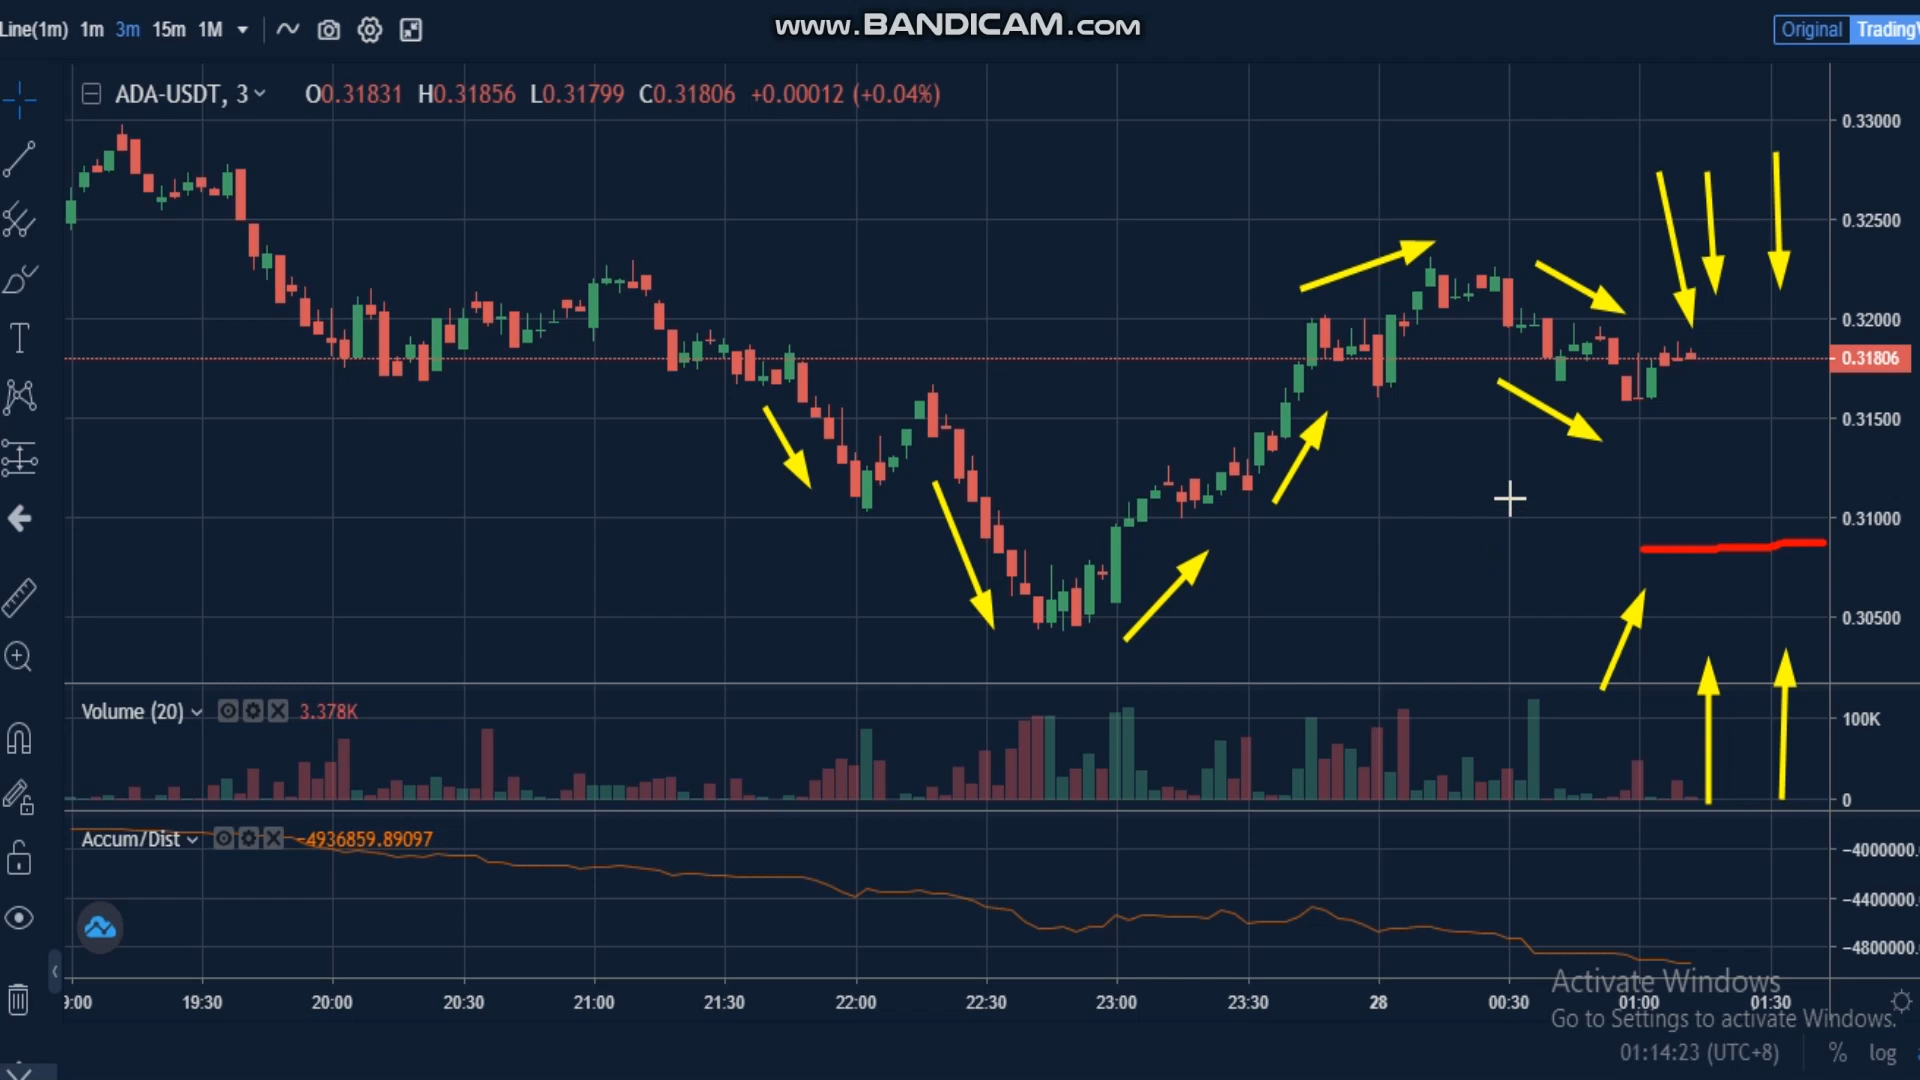 Line(1m) 1m 3m 15m 1M
www.BANDICAM.com
Original Trading
ADA-USDT, 3 O0.31831 H0.31856 L0.31799 C0.31806 +0.00012 (+0.04%)
0.33000
0.32500
0.32000
0.31806
0.31500
0.31000
0.30500
Volume (20) 3.378K
100K
0
Accum/Dist -4936859.89097
-4000000.
-4400000.
-4800000.
9:00 19:30 20:00 20:30 21:00 21:30 22:00 22:30 23:00 23:30 28 00:30 01:00 01:30
Activate Windows
Go to Settings to activate Windows.
01:14:23 (UTC+8) % log